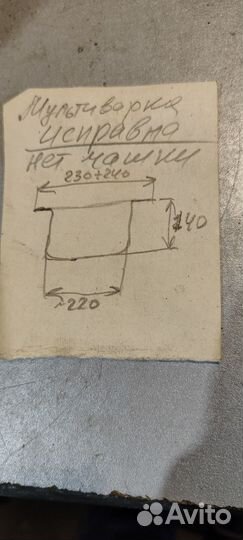 Мультиварка
исправна
нет чашки
230÷240
140
~220
Avito